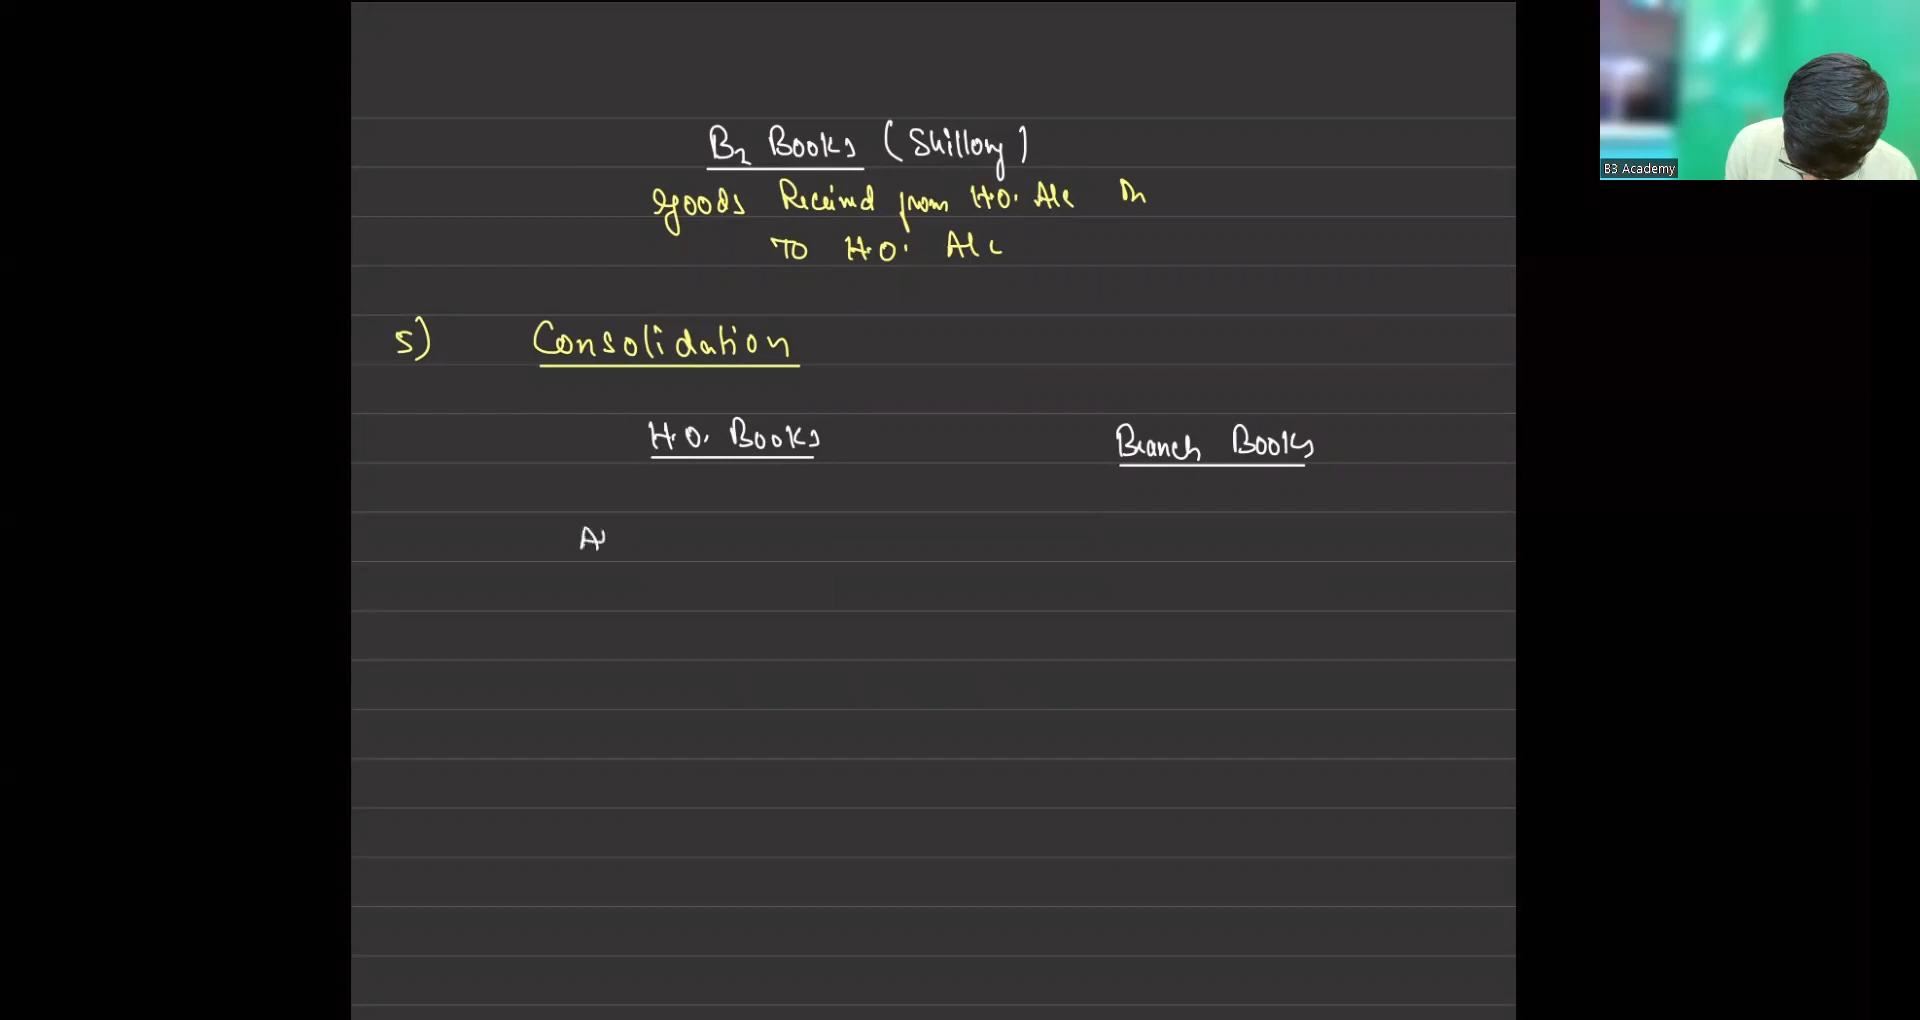 B2 Books (Shillong)
Goods Received from H.O. A/c Dr
To H.O. A/c
5) Consolidation
H.O. Books Branch Books
A
B3 Academy